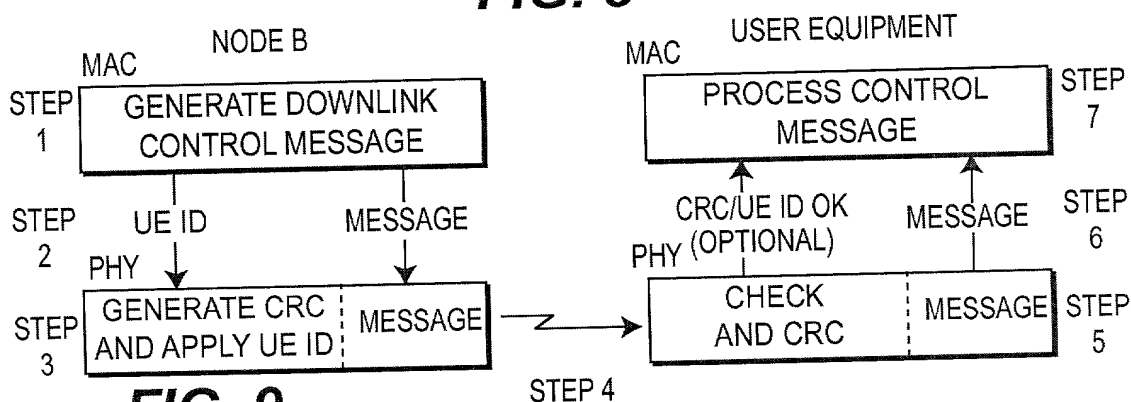 NODE B
MAC
STEP
1
GENERATE DOWNLINK
CONTROL MESSAGE
STEP
2
UE ID
MESSAGE
PHY
STEP
3
GENERATE CRC
AND APPLY UE ID
MESSAGE
STEP 4
USER EQUIPMENT
MAC
PROCESS CONTROL
MESSAGE
STEP
7
CRC/UE ID OK
(OPTIONAL)
MESSAGE
STEP
6
PHY
CHECK
AND CRC
MESSAGE
STEP
5